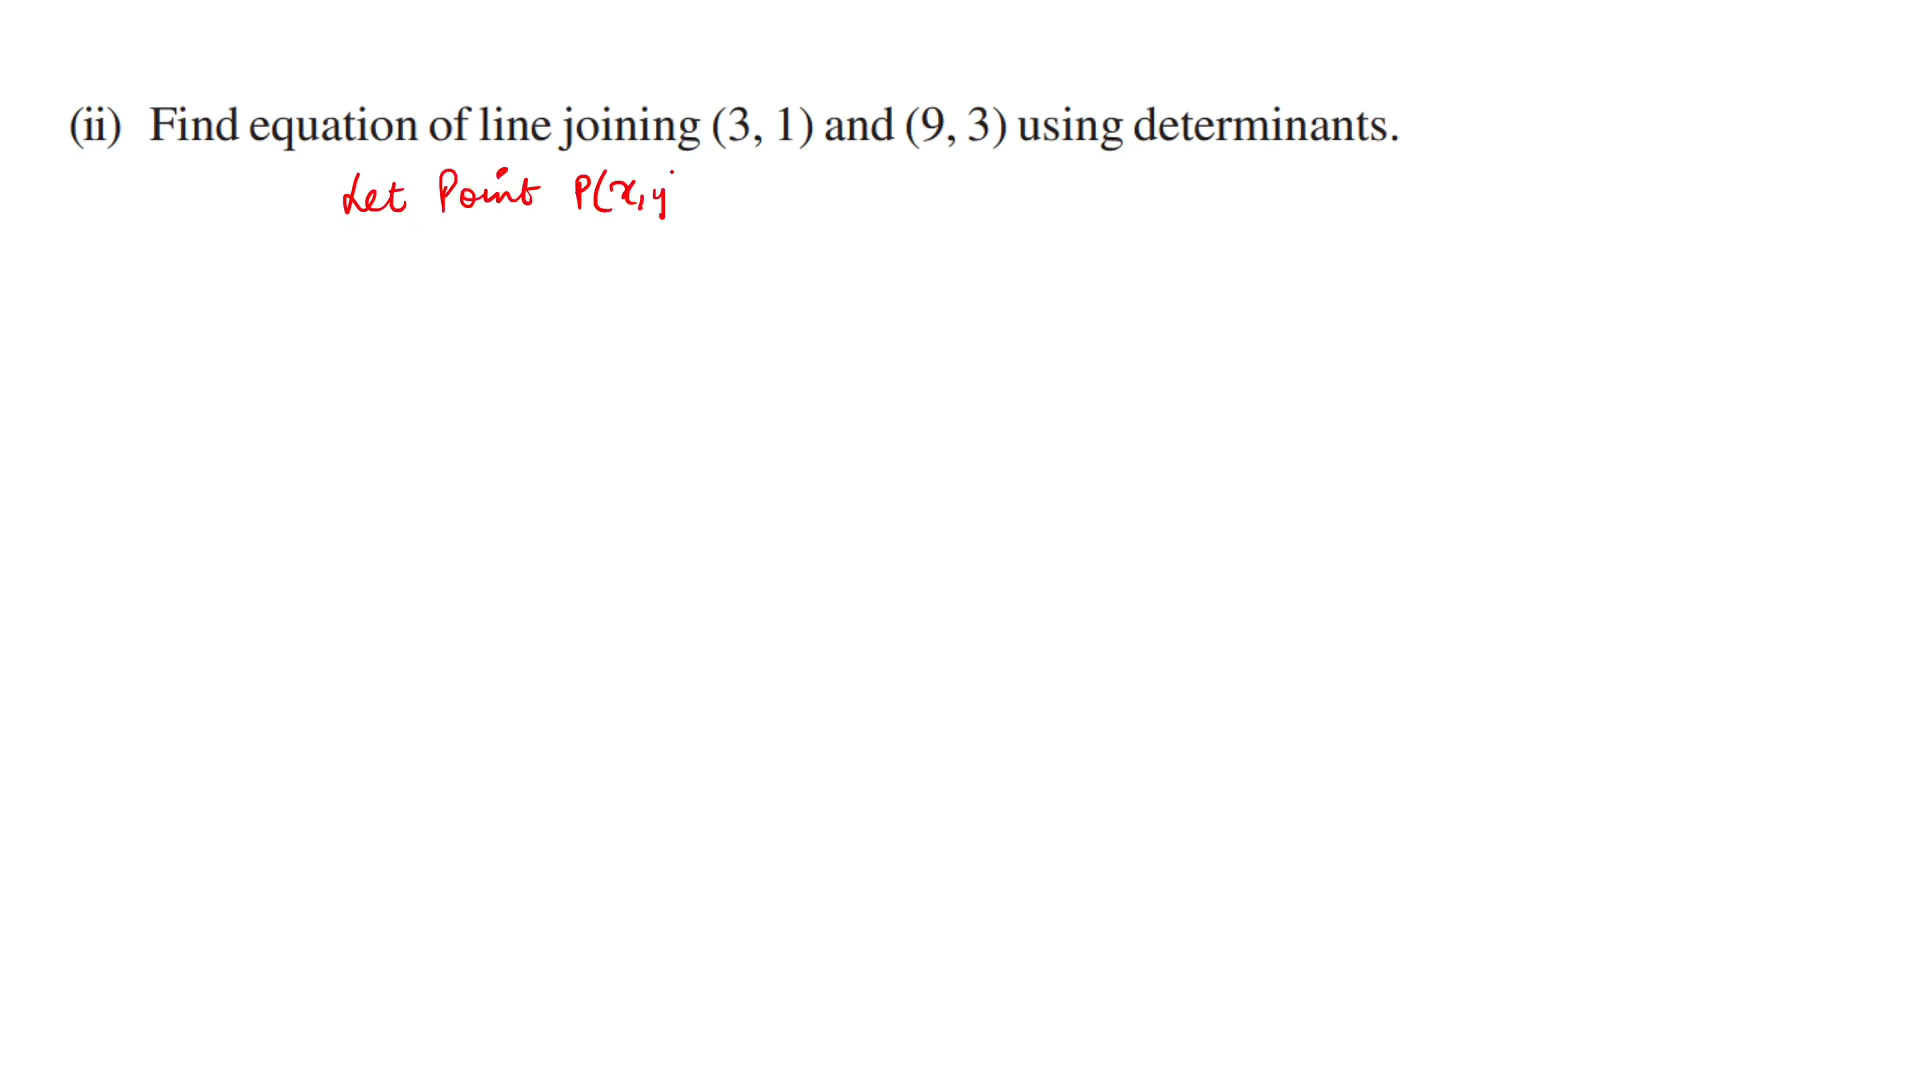 (ii) Find equation of line joining (3, 1) and (9, 3) using determinants.
Let Point P(x, y